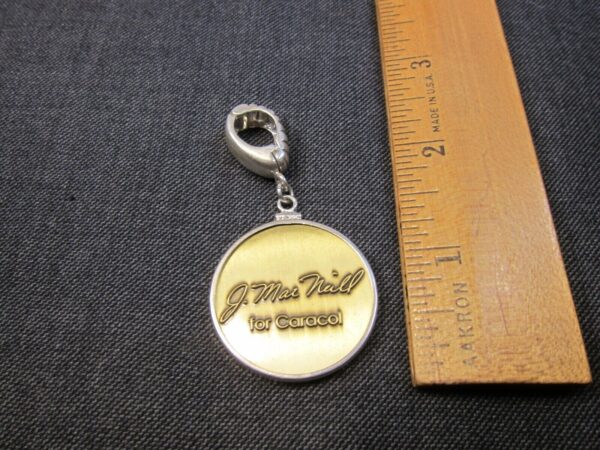 J. Mac Neill
for Caracol
1
2
3
MADE IN U.S.A.
AAKRON